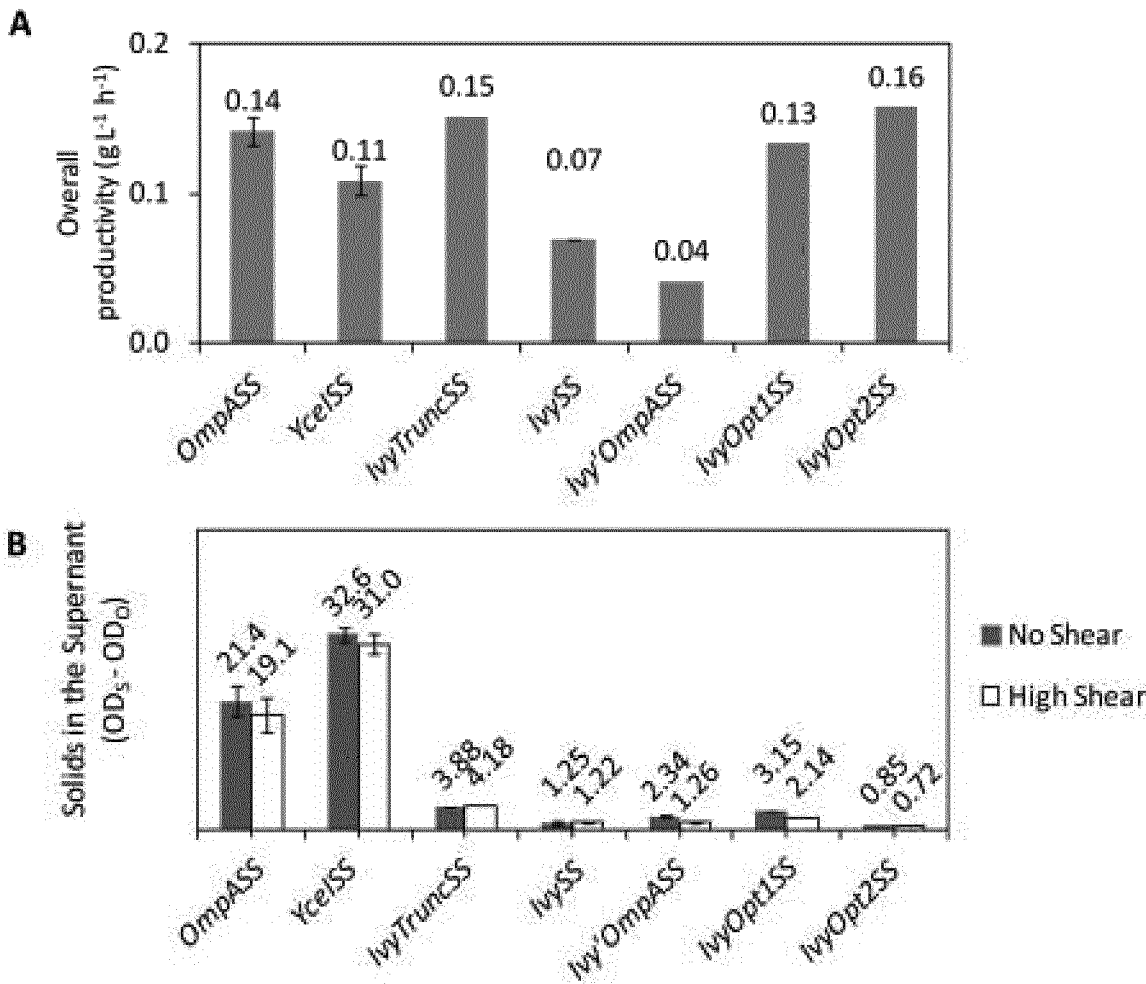 A
Overall
productivity (g L-1 h-1)
0.2
0.1
0.0
0.14
0.11
0.15
0.07
0.04
0.13
0.16
OmpASS
YceISS
IvyTruncSS
IvySS
Ivy'OmpASS
IvyOpt1SS
IvyOpt2SS
B
Solids in the Supernant
(ODS - ODO)
21.4
19.1
32.6
31.0
3.88
4.18
1.25
1.22
2.34
1.26
3.15
2.14
0.85
0.72
No Shear
High Shear
OmpASS
YceISS
IvyTruncSS
IvySS
Ivy'OmpASS
IvyOpt1SS
IvyOpt2SS